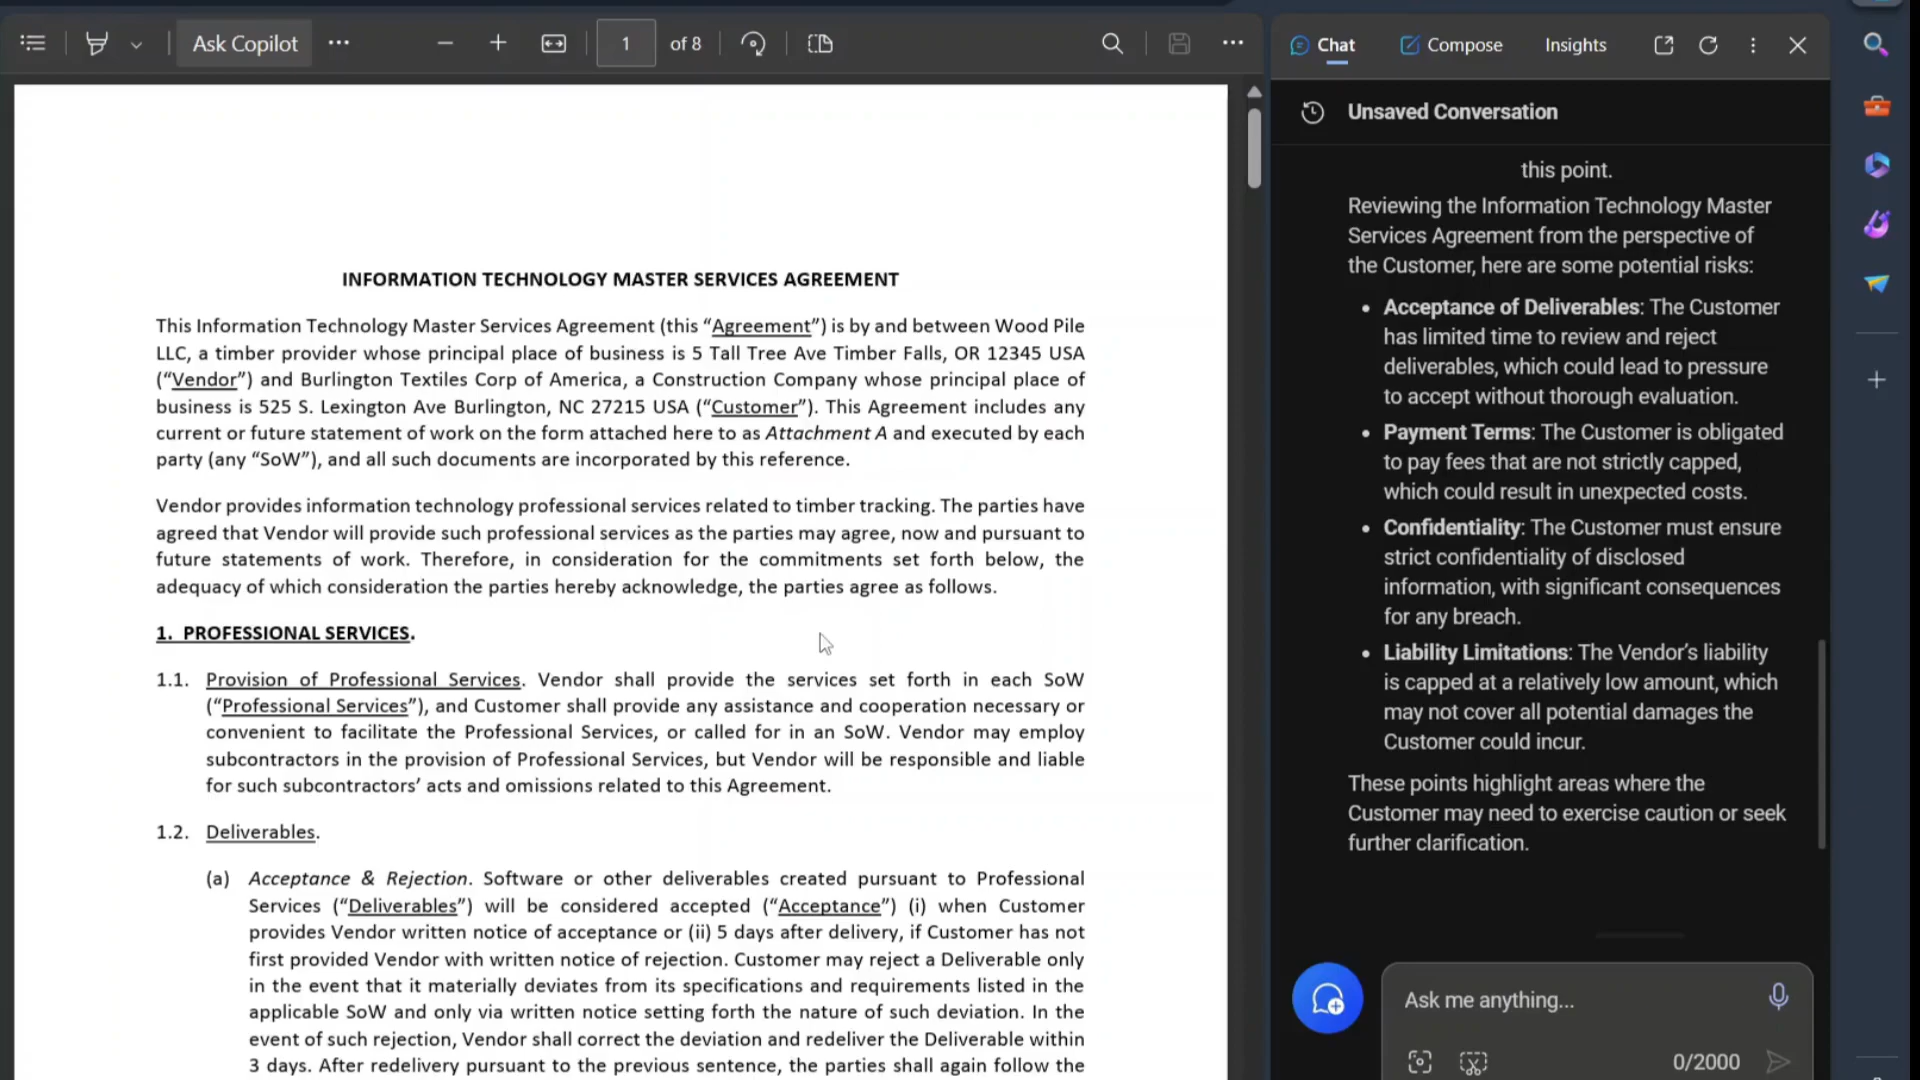 Ask Copilot
1
of 8
INFORMATION TECHNOLOGY MASTER SERVICES AGREEMENT
This Information Technology Master Services Agreement (this “Agreement”) is by and between Wood Pile
LLC, a timber provider whose principal place of business is 5 Tall Tree Ave Timber Falls, OR 12345 USA
(“Vendor”) and Burlington Textiles Corp of America, a Construction Company whose principal place of
business is 525 S. Lexington Ave Burlington, NC 27215 USA (“Customer”). This Agreement includes any
current or future statement of work on the form attached here to as Attachment A and executed by each
party (any “SoW”), and all such documents are incorporated by this reference.
Vendor provides information technology professional services related to timber tracking. The parties have
agreed that Vendor will provide such professional services as the parties may agree, now and pursuant to
future statements of work. Therefore, in consideration for the commitments set forth below, the
adequacy of which consideration the parties hereby acknowledge, the parties agree as follows.
1. PROFESSIONAL SERVICES.
1.1. Provision of Professional Services. Vendor shall provide the services set forth in each SoW
(“Professional Services”), and Customer shall provide any assistance and cooperation necessary or
convenient to facilitate the Professional Services, or called for in an SoW. Vendor may employ
subcontractors in the provision of Professional Services, but Vendor will be responsible and liable
for such subcontractors’ acts and omissions related to this Agreement.
1.2. Deliverables.
(a) Acceptance & Rejection. Software or other deliverables created pursuant to Professional
Services (“Deliverables”) will be considered accepted (“Acceptance”) (i) when Customer
provides Vendor written notice of acceptance or (ii) 5 days after delivery, if Customer has not
first provided Vendor with written notice of rejection. Customer may reject a Deliverable only
in the event that it materially deviates from its specifications and requirements listed in the
applicable SoW and only via written notice setting forth the nature of such deviation. In the
event of such rejection, Vendor shall correct the deviation and redeliver the Deliverable within
3 days. After redelivery pursuant to the previous sentence, the parties shall again follow the
Chat
Compose
Insights
Unsaved Conversation
this point.
Reviewing the Information Technology Master
Services Agreement from the perspective of
the Customer, here are some potential risks:
• Acceptance of Deliverables: The Customer
has limited time to review and reject
deliverables, which could lead to pressure
to accept without thorough evaluation.
• Payment Terms: The Customer is obligated
to pay fees that are not strictly capped,
which could result in unexpected costs.
• Confidentiality: The Customer must ensure
strict confidentiality of disclosed
information, with significant consequences
for any breach.
• Liability Limitations: The Vendor’s liability
is capped at a relatively low amount, which
may not cover all potential damages the
Customer could incur.
These points highlight areas where the
Customer may need to exercise caution or seek
further clarification.
Ask me anything...
0/2000